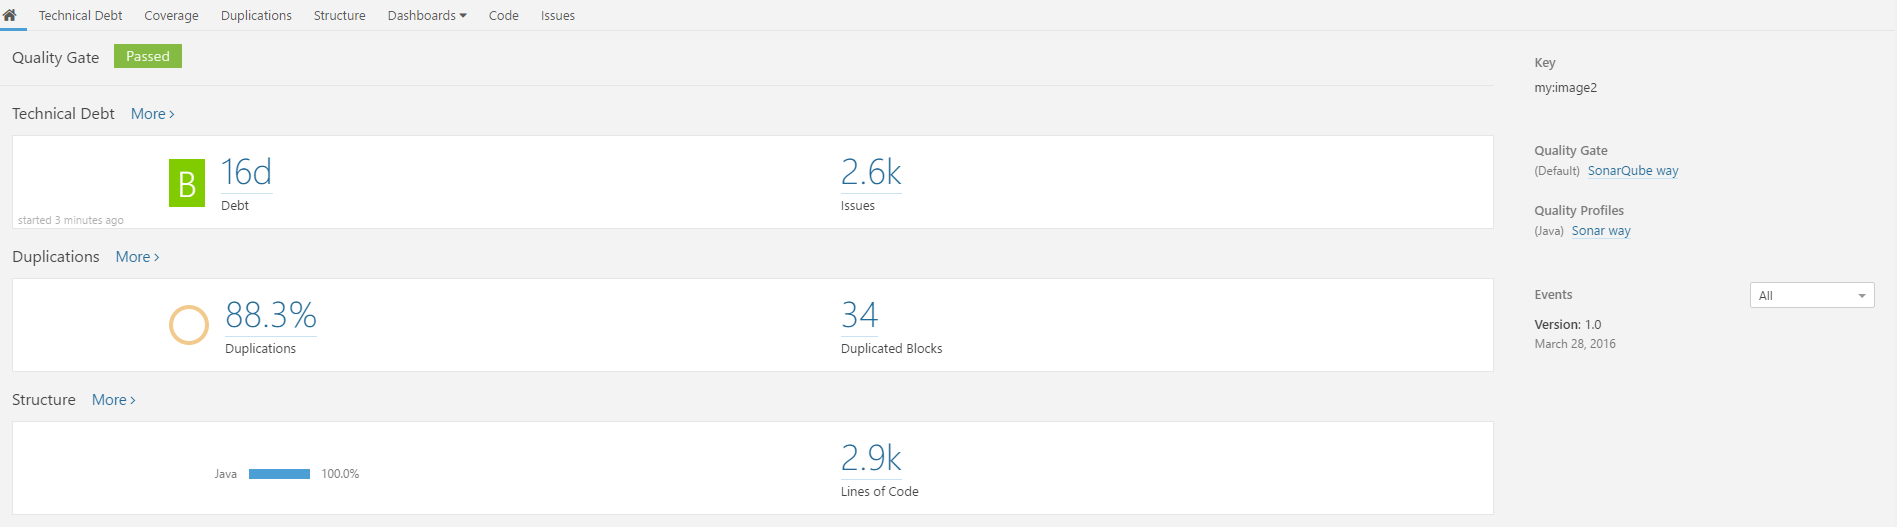 Technical Debt Coverage Duplications Structure Dashboards Code Issues
Quality Gate Passed
Technical Debt More
B 16d
Debt
2.6k
Issues
started 3 minutes ago
Duplications More
88.3%
Duplications
34
Duplicated Blocks
Structure More
Java 100.0%
2.9k
Lines of Code
Key
my:image2
Quality Gate
(Default) SonarQube way
Quality Profiles
(Java) Sonar way
Events All
Version: 1.0
March 28, 2016